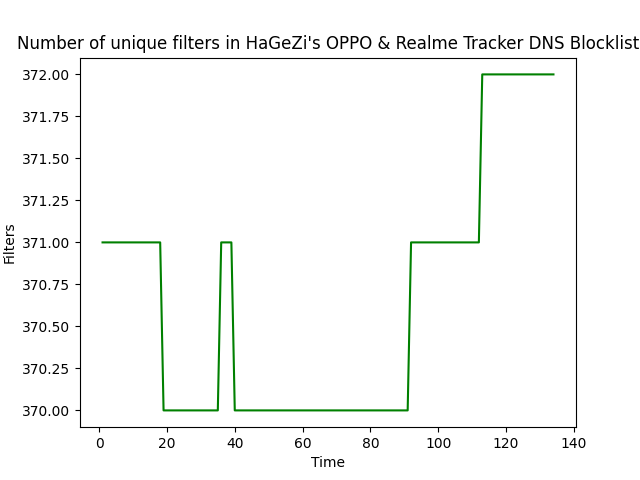 Number of unique filters in HaGeZi's OPPO & Realme Tracker DNS Blocklist
372.00
371.75
371.50
371.25
371.00
370.75
370.50
370.25
370.00
Filters
0 20 40 60 80 100 120 140
Time